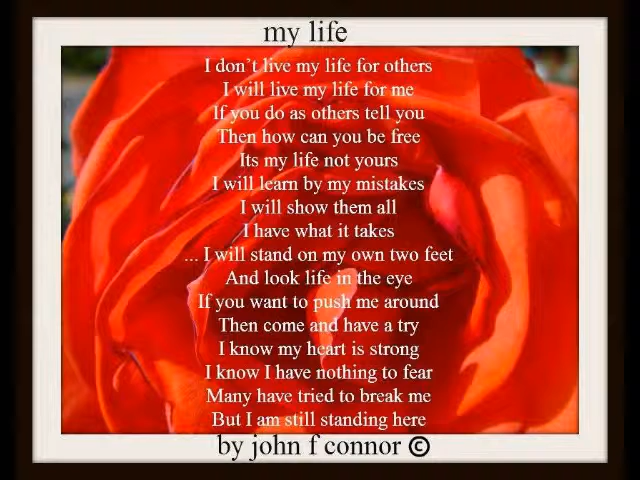 my life
I don't live my life for others
I will live my life for me
If you do as others tell you
Then how can you be free
Its my life not yours
I will learn by my mistakes
I will show them all
I have what it takes
... I will stand on my own two feet
And look life in the eye
If you want to push me around
Then come and have a try
I know my heart is strong
I know I have nothing to fear
Many have tried to break me
But I am still standing here
by john f connor ©